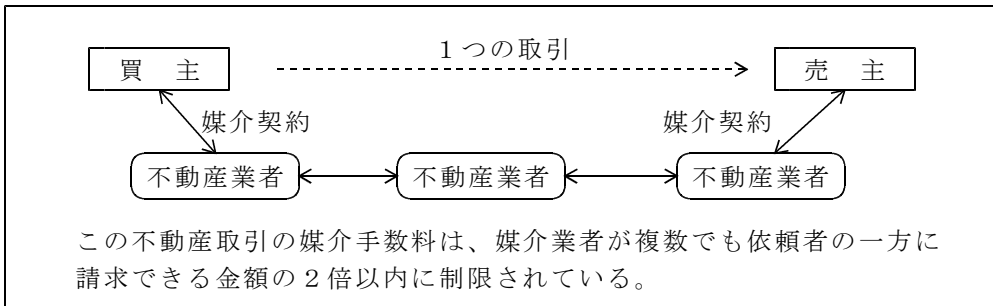 1つの取引
買 主
売 主
媒介契約
媒介契約
不動産業者
不動産業者
不動産業者
この不動産取引の媒介手数料は、媒介業者が複数でも依頼者の一方に
請求できる金額の2倍以内に制限されている。